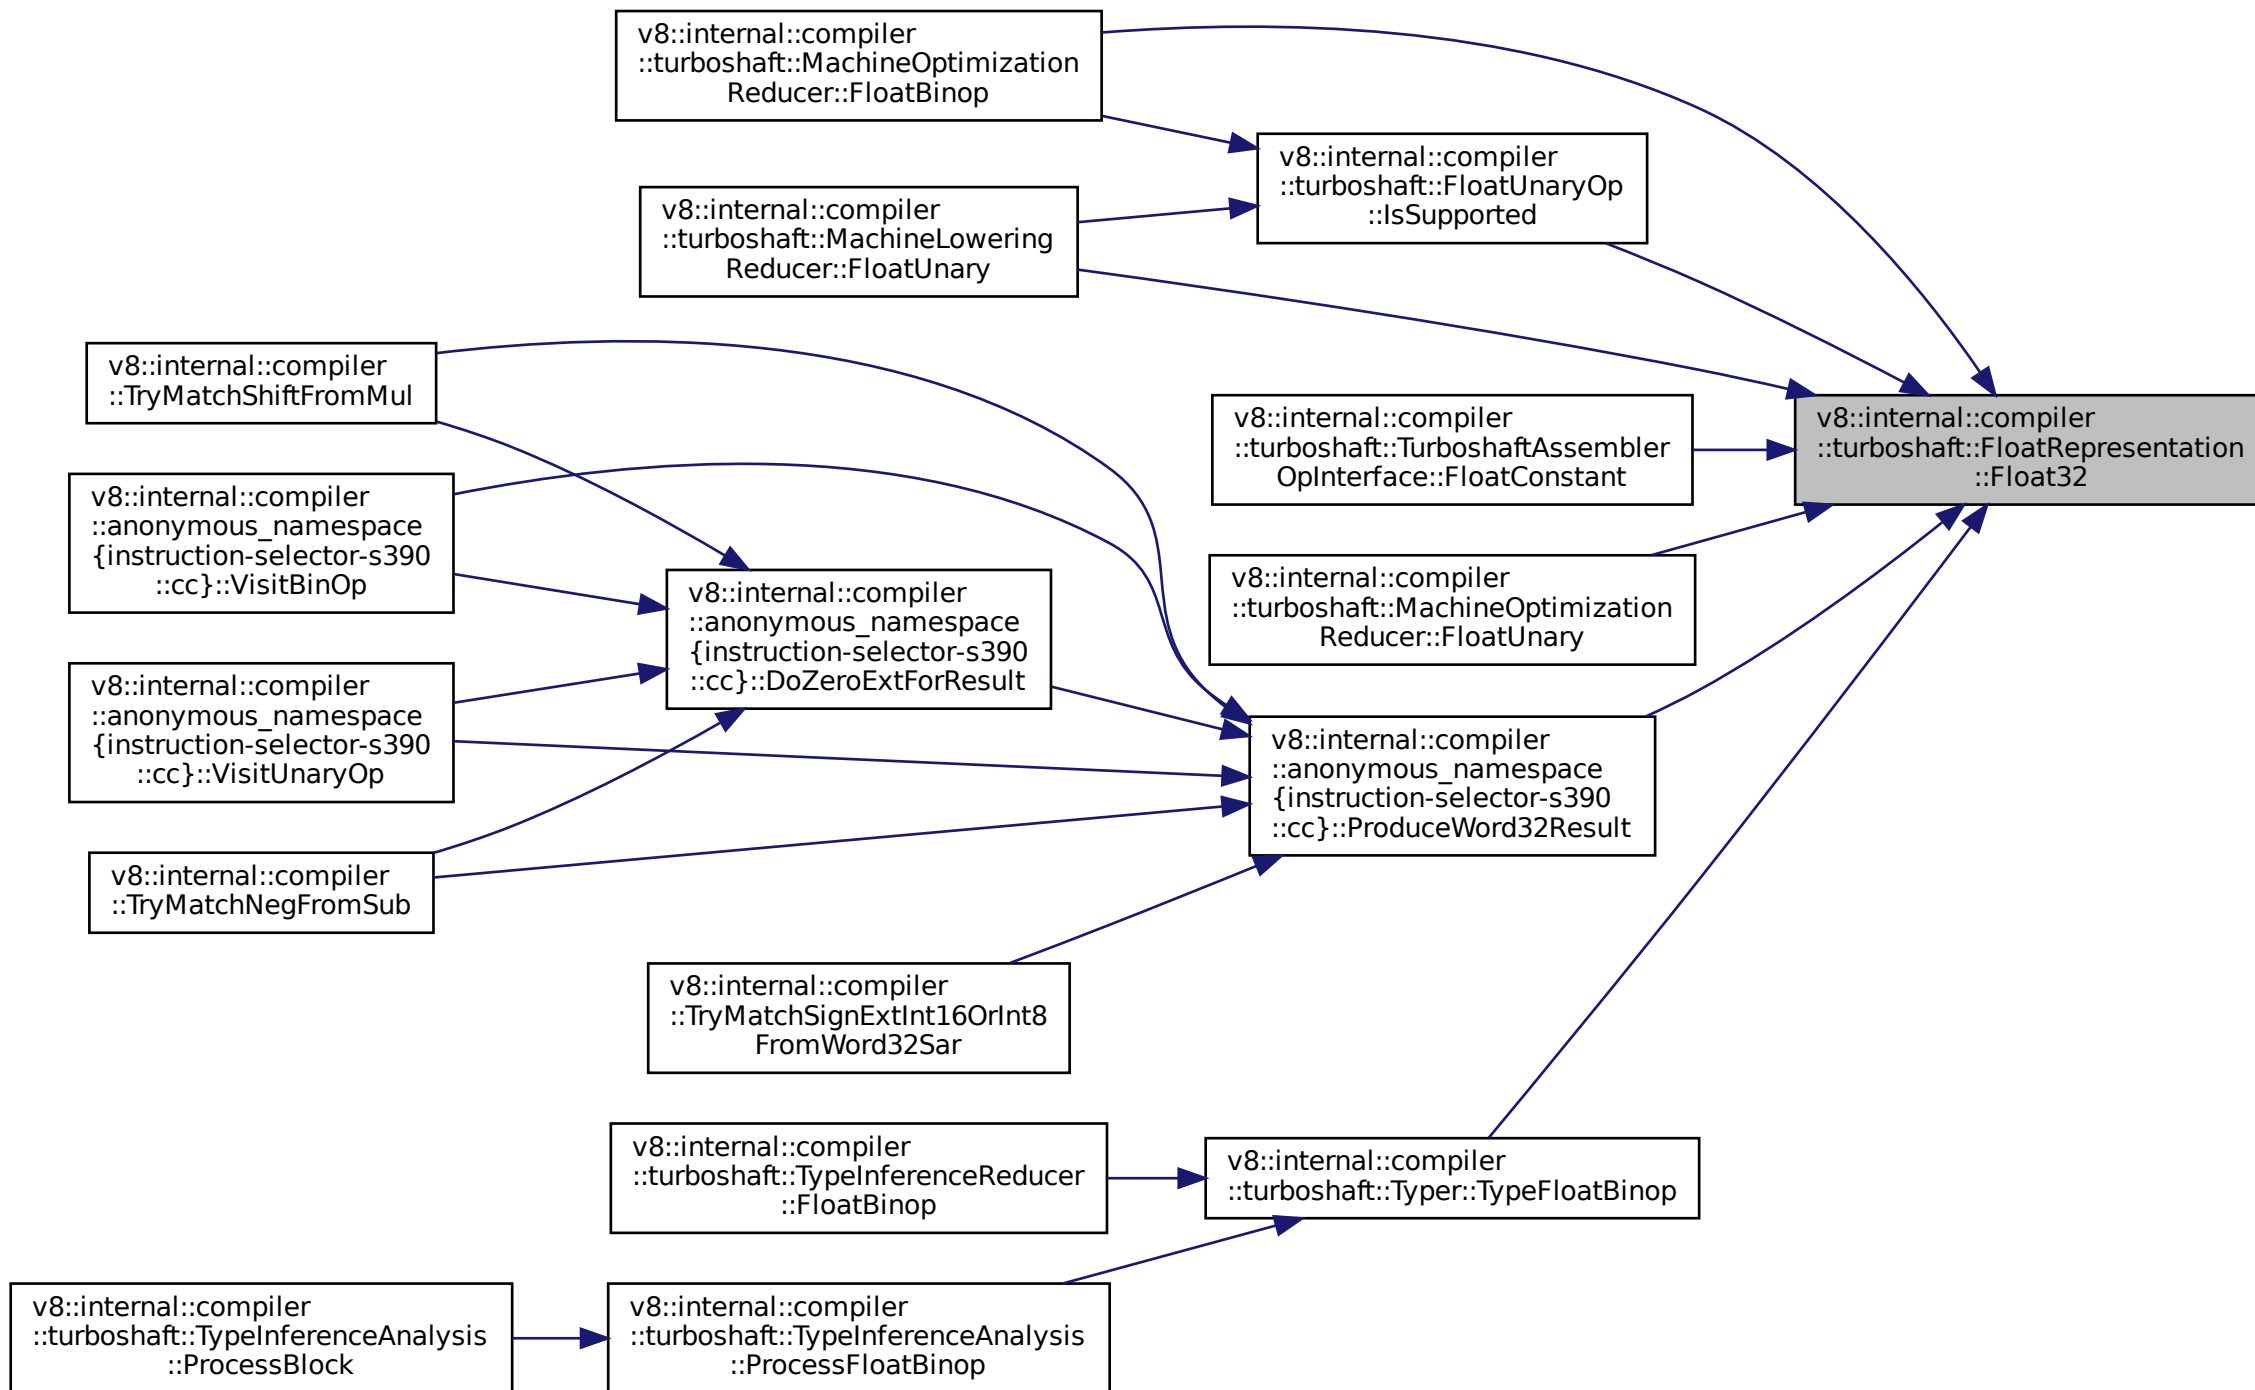 v8::internal::compiler
::turboshaft::MachineOptimization
Reducer::FloatBinop
v8::internal::compiler
::turboshaft::FloatUnaryOp
::IsSupported
v8::internal::compiler
::turboshaft::MachineLowering
Reducer::FloatUnary
v8::internal::compiler
::TryMatchShiftFromMul
v8::internal::compiler
::turboshaft::TurboshaftAssembler
OpInterface::FloatConstant
v8::internal::compiler
::turboshaft::FloatRepresentation
::Float32
v8::internal::compiler
::anonymous_namespace
{instruction-selector-s390
::cc}::VisitBinOp
v8::internal::compiler
::turboshaft::MachineOptimization
Reducer::FloatUnary
v8::internal::compiler
::anonymous_namespace
{instruction-selector-s390
::cc}::DoZeroExtForResult
v8::internal::compiler
::anonymous_namespace
{instruction-selector-s390
::cc}::VisitUnaryOp
v8::internal::compiler
::anonymous_namespace
{instruction-selector-s390
::cc}::ProduceWord32Result
v8::internal::compiler
::TryMatchNegFromSub
v8::internal::compiler
::TryMatchSignExtInt16OrInt8
FromWord32Sar
v8::internal::compiler
::turboshaft::TypeInferenceReducer
::FloatBinop
v8::internal::compiler
::turboshaft::Typer::TypeFloatBinop
v8::internal::compiler
::turboshaft::TypeInferenceAnalysis
::ProcessBlock
v8::internal::compiler
::turboshaft::TypeInferenceAnalysis
::ProcessFloatBinop